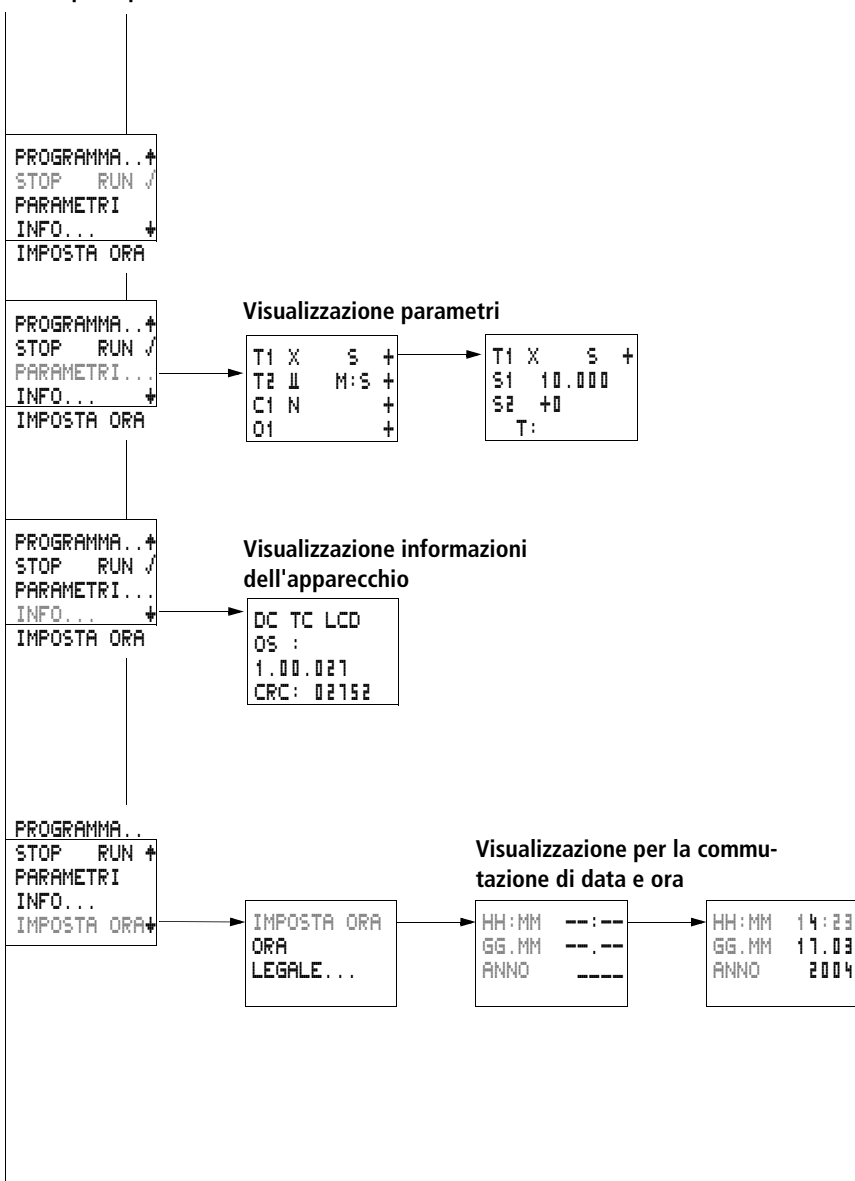 PROGRAMMA..
STOP RUN √
PARAMETRI
INFO...
IMPOSTA ORA
Visualizzazione parametri
PROGRAMMA..
STOP RUN √
PARAMETRI...
INFO...
IMPOSTA ORA
T1 X S +
T2 M:S +
C1 N +
O1 +
T1 X S +
S1 10.000
S2 +0
T:
Visualizzazione informazioni
dell'apparecchio
PROGRAMMA..
STOP RUN √
PARAMETRI...
INFO...
IMPOSTA ORA
DC TC LCD
OS :
1.00.027
CRC: 02752
Visualizzazione per la commu-
tazione di data e ora
PROGRAMMA..
STOP RUN
PARAMETRI
INFO...
IMPOSTA ORA
IMPOSTA ORA
ORA
LEGALE...
HH:MM --:--
GG.MM --.--
ANNO ----
HH:MM 14:23
GG.MM 17.03
ANNO 2004